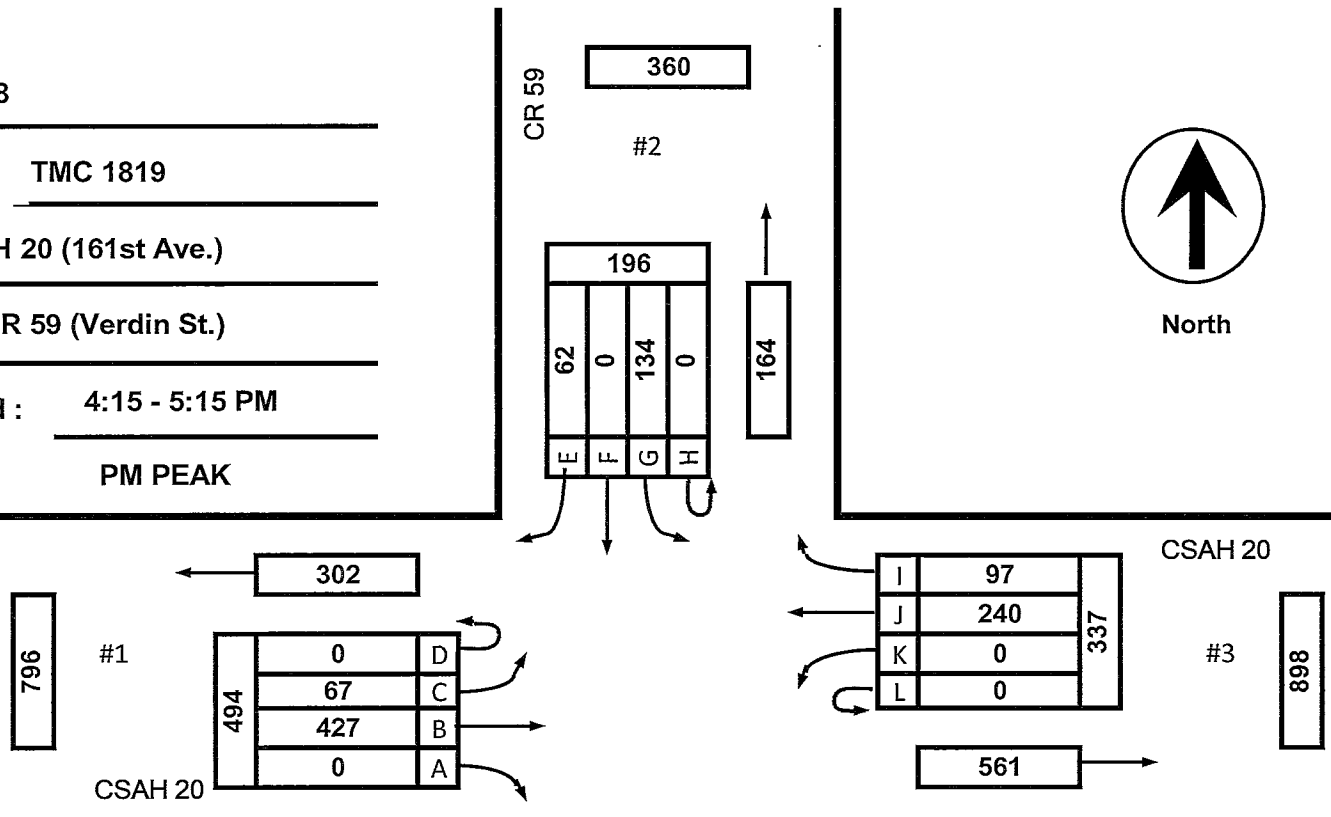 8
TMC 1819
H 20 (161st Ave.)
R 59 (Verdin St.)
d : 4:15 - 5:15 PM
PM PEAK
CR 59
360
#2
196
62 0 134 0
E F G H
164
North
302
796
#1
494
0 D
67 C
427 B
0 A
CSAH 20
CSAH 20
I 97
J 240
K 0
L 0
337
#3
898
561